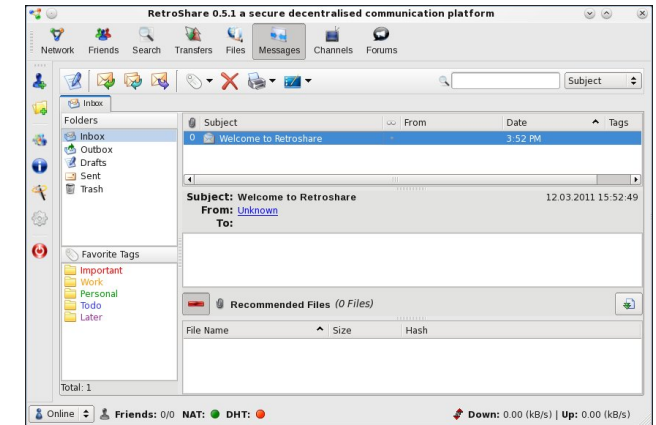 RetroShare 0.5.1 a secure decentralised communication platform
Network Friends Search Transfers Files Messages Channels Forums
Subject
Inbox
Folders
Inbox
Outbox
Drafts
Sent
Trash
Favorite Tags
Important
Work
Personal
Todo
Later
Total: 1
Subject From Date Tags
0 Welcome to Retroshare - 3:52 PM
Subject: Welcome to Retroshare 12.03.2011 15:52:49
From: Unknown
To:
Recommended Files (0 Files)
File Name Size Hash
Online Friends: 0/0 NAT: DHT: Down: 0.00 (kB/s) | Up: 0.00 (kB/s)